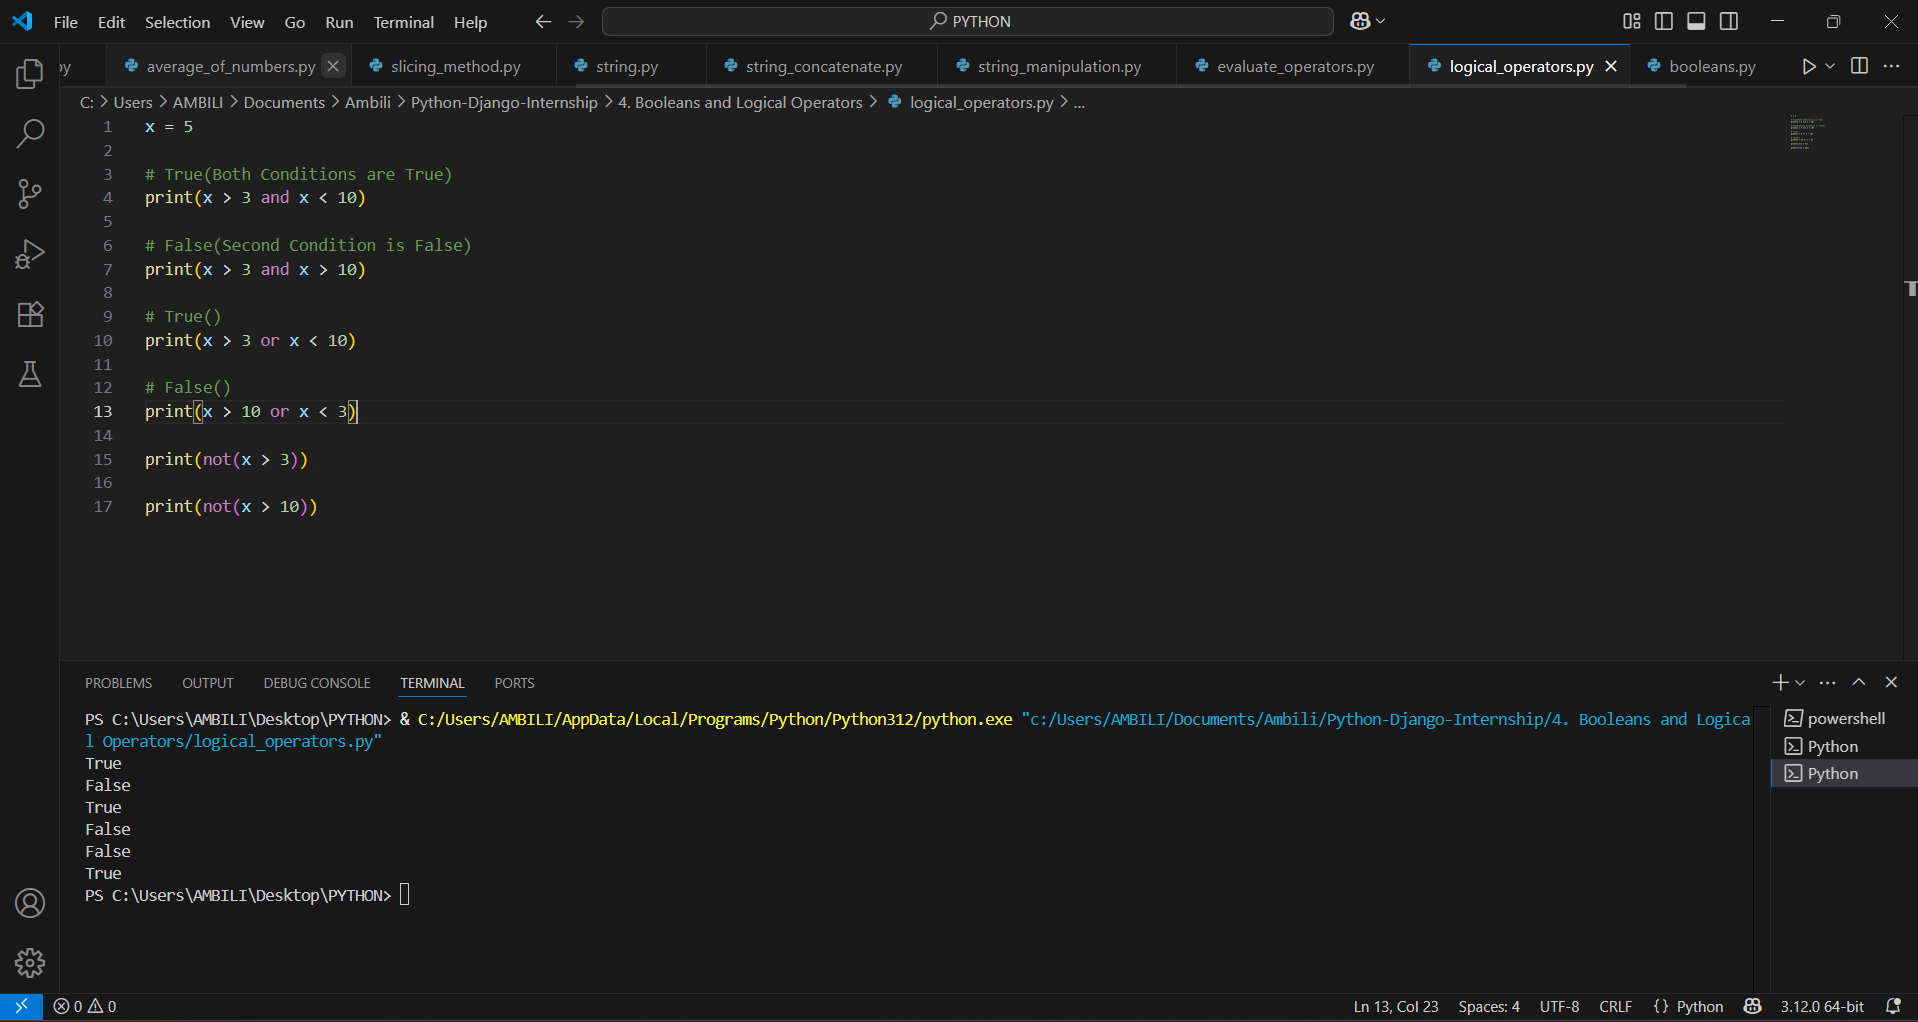 File Edit Selection View Go Run Terminal Help PYTHON
py average_of_numbers.py slicing_method.py string.py string_concatenate.py string_manipulation.py evaluate_operators.py logical_operators.py booleans.py
C: > Users > AMBILI > Documents > Ambili > Python-Django-Internship > 4. Booleans and Logical Operators > logical_operators.py > ...
1 x = 5
2
3 # True(Both Conditions are True)
4 print(x > 3 and x < 10)
5
6 # False(Second Condition is False)
7 print(x > 3 and x > 10)
8
9 # True()
10 print(x > 3 or x < 10)
11
12 # False()
13 print(x > 10 or x < 3)
14
15 print(not(x > 3))
16
17 print(not(x > 10))
PROBLEMS OUTPUT DEBUG CONSOLE TERMINAL PORTS
PS C:\Users\AMBILI\Desktop\PYTHON> & C:/Users/AMBILI/AppData/Local/Programs/Python/Python312/python.exe "c:/Users/AMBILI/Documents/Ambili/Python-Django-Internship/4. Booleans and Logica
l Operators/logical_operators.py"
True
False
True
False
False
True
PS C:\Users\AMBILI\Desktop\PYTHON>
powershell
Python
Python
0 0 Ln 13, Col 23 Spaces: 4 UTF-8 CRLF {} Python 3.12.0 64-bit